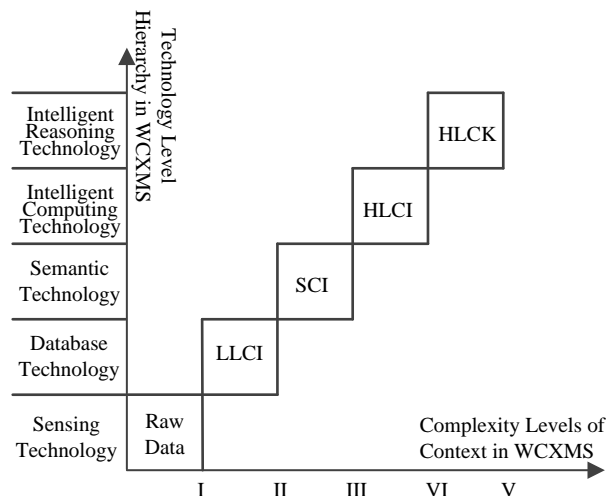 Technology Level
Hierarchy in WCXMS
Intelligent
Reasoning
Technology
HLCK
Intelligent
Computing
Technology
HLCI
Semantic
Technology
SCI
Database
Technology
LLCI
Sensing
Technology
Raw
Data
Complexity Levels of
Context in WCXMS
I II III VI V